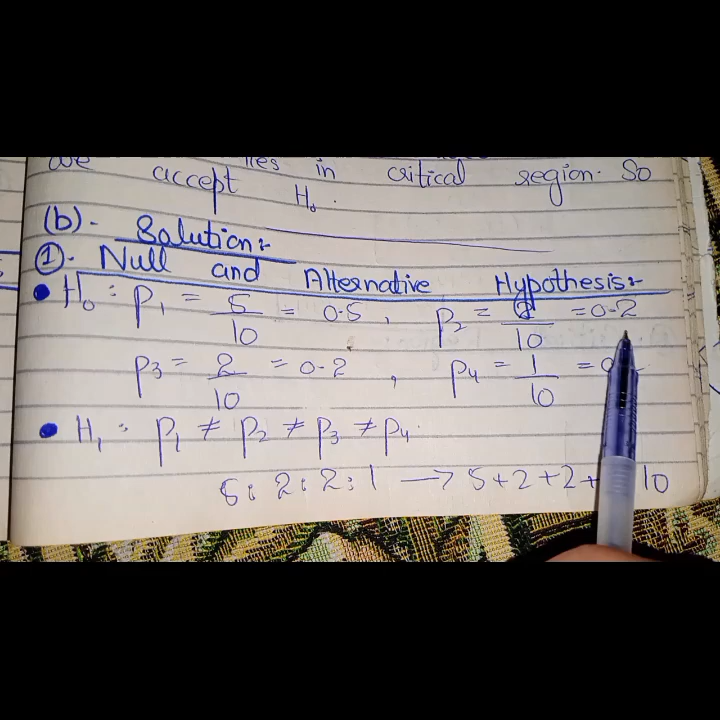 we lies in critical region. So
accept H₀.
(b). Solution:-
①. Null and Alternative Hypothesis:-
• H₀ : P₁ = 5/10 = 0.5 , P₂ = 2/10 = 0.2
P₃ = 2/10 = 0.2 , P₄ = 1/10 = 0
• H₁ : P₁ ≠ P₂ ≠ P₃ ≠ P₄.
5 : 2 : 2 : 1 → 5+2+2+ 10